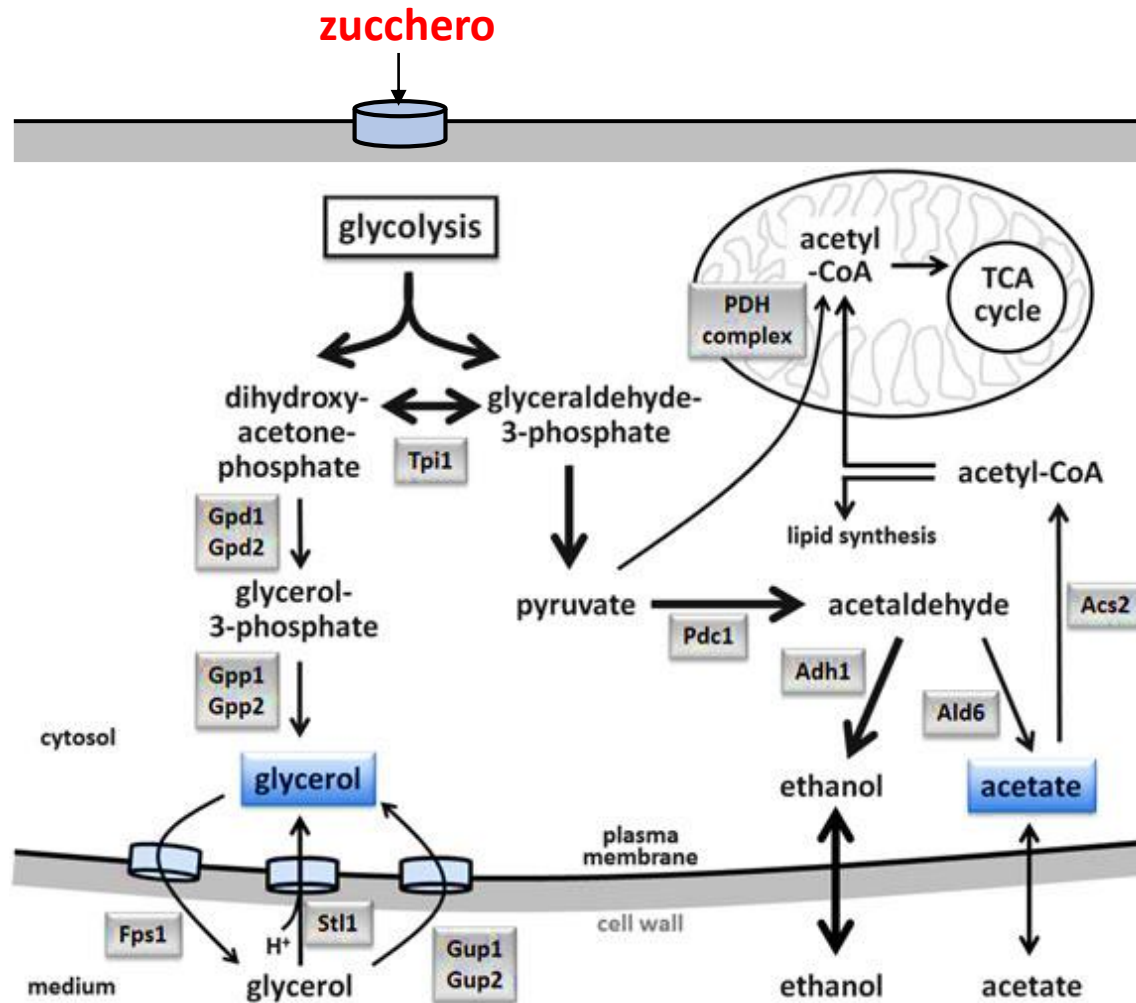 zucchero
glycolysis
acetyl
-CoA
TCA
cycle
PDH
complex
dihydroxy-
acetone-
phosphate
glyceraldehyde-
3-phosphate
Tpi1
acetyl-CoA
Gpd1
Gpd2
lipid synthesis
glycerol-
3-phosphate
pyruvate
acetaldehyde
Acs2
Pdc1
Gpp1
Gpp2
Adh1
Ald6
cytosol
glycerol
ethanol
acetate
plasma
membrane
cell wall
Fps1
H⁺
Stl1
Gup1
Gup2
medium
glycerol
ethanol
acetate